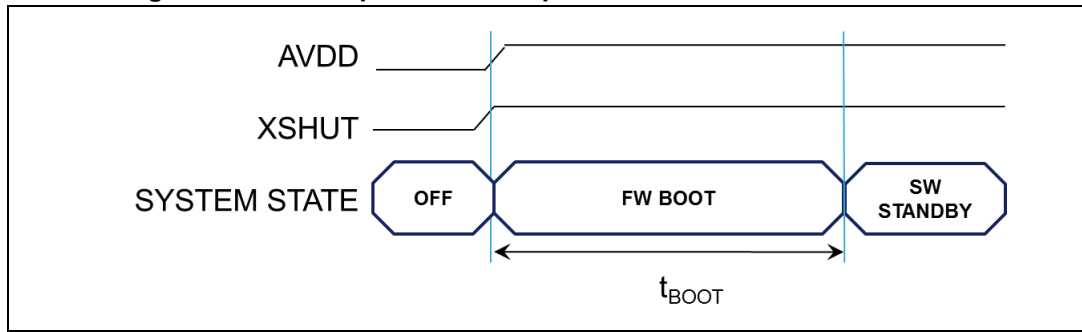 AVDD
XSHUT
SYSTEM STATE
OFF
FW BOOT
SW
STANDBY
tBOOT